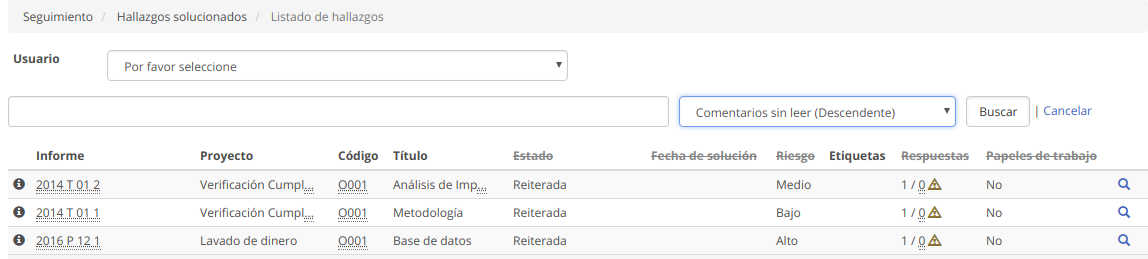 Seguimiento / Hallazgos solucionados / Listado de hallazgos
Usuario Por favor seleccione
Comentarios sin leer (Descendente) Buscar | Cancelar
Informe Proyecto Código Título Estado Fecha de solución Riesgo Etiquetas Respuestas Papeles de trabajo
2014 T 01 2 Verificación Cumpl... O001 Análisis de Imp... Reiterada Medio 1 / 0 No
2014 T 01 1 Verificación Cumpl... O001 Metodología Reiterada Bajo 1 / 0 No
2016 P 12 1 Lavado de dinero O001 Base de datos Reiterada Alto 1 / 0 No